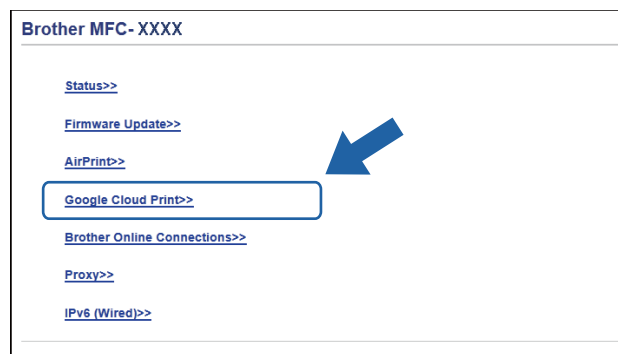 Brother MFC- XXXX
Status>>
Firmware Update>>
AirPrint>>
Google Cloud Print>>
Brother Online Connections>>
Proxy>>
IPv6 (Wired)>>